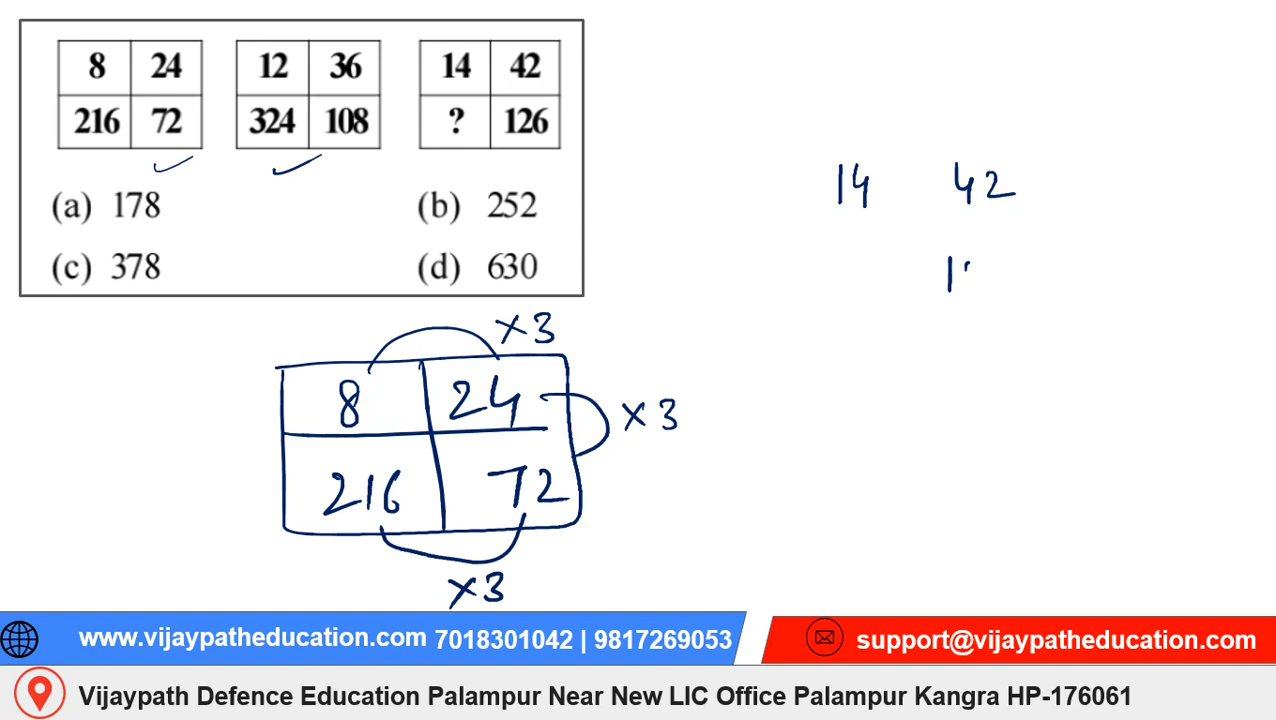 8 24 12 36 14 42
216 72 324 108 ? 126
(a) 178 (b) 252
(c) 378 (d) 630
14 42
×3
8 24 ×3
216 72
×3
www.vijaypatheducation.com 7018301042 | 9817269053 support@vijaypatheducation.com
Vijaypath Defence Education Palampur Near New LIC Office Palampur Kangra HP-176061